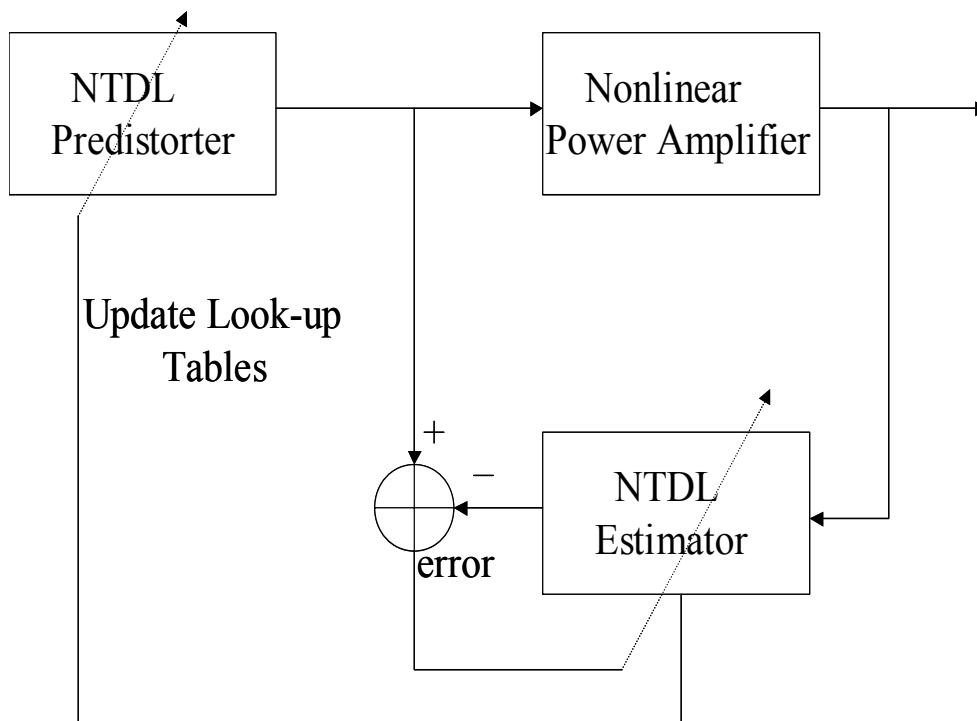 NTDL
Predistorter
Nonlinear
Power Amplifier
Update Look-up
Tables
+
−
NTDL
Estimator
error